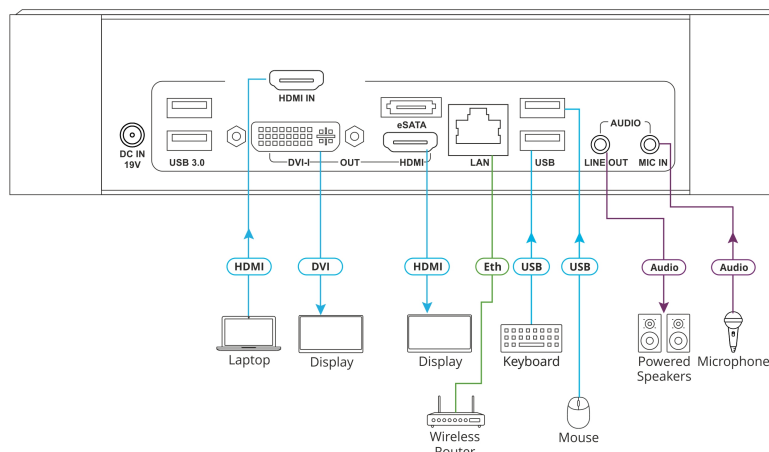 HDMI IN
eSATA
AUDIO
DC IN
19V
USB 3.0
DVI-I
OUT
HDMI
LAN
USB
LINE OUT
MIC IN
HDMI
DVI
HDMI
Eth
USB
USB
Audio
Audio
Laptop
Display
Display
Keyboard
Powered
Speakers
Microphone
Wireless
Router
Mouse